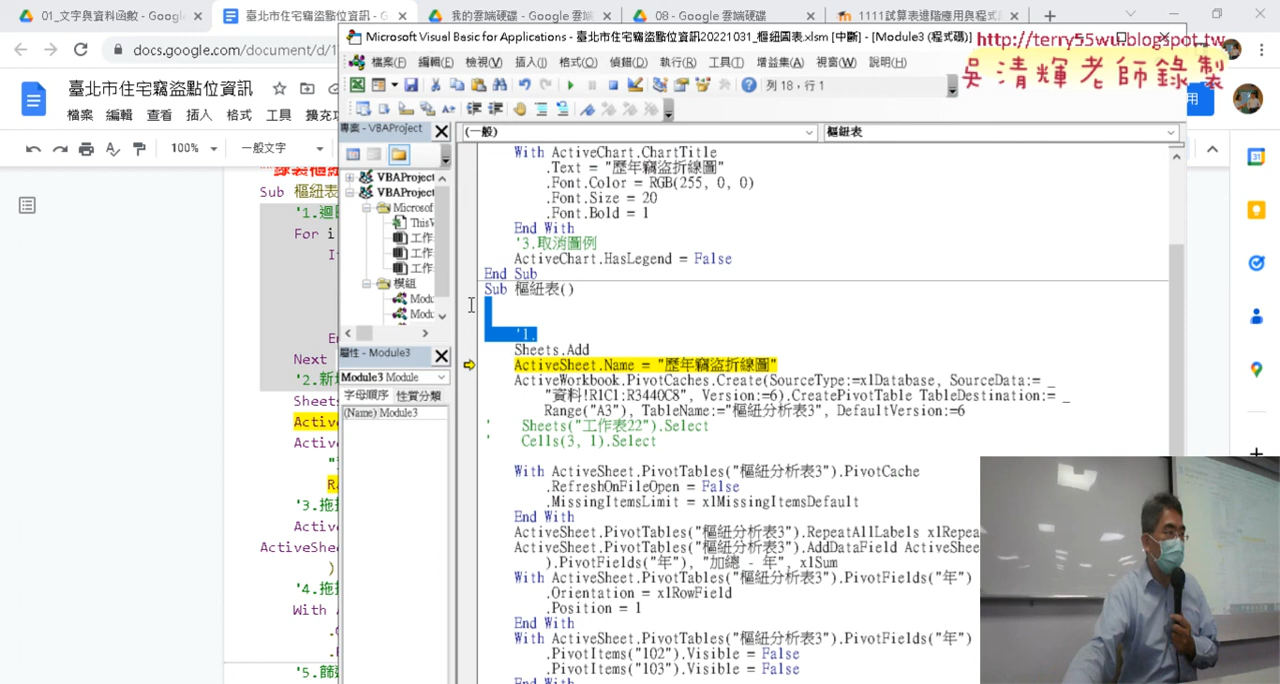 01_文字與資料函數 - Google
臺北市住宅竊盜點位資訊 - G
我的雲端硬碟 - Google 雲端
08 - Google 雲端硬碟
1111試算表進階應用與程式
docs.google.com/document/d/1
http://terry55wu.blogspot.tw
吳清輝老師錄製
臺北市住宅竊盜點位資訊
檔案 編輯 查看 插入 格式 工具 擴充
100% 一般文字
Sub 樞紐表
'1.迴
For i
Next
'2.新
Sheet
Activ
Activ
R
'3.拖
Activ
ActiveShee
)
'4.拖
With A
'5.篩
Microsoft Visual Basic for Applications - 臺北市住宅竊盜點位資訊20221031_樞紐圖表.xlsm [中斷] - [Module3 (程式碼)]
檔案(F) 編輯(E) 檢視(V) 插入(I) 格式(O) 偵錯(D) 執行(R) 工具(T) 增益集(A) 視窗(W) 說明(H)
列 18，行 1
專案 - VBAProject
VBAProject
VBAProject
Microsof
ThisV
工作
工作
工作
模組
Modu
Modu
屬性 - Module3
Module3 Module
字母順序 性質分類
(Name) Module3
(一般) 樞紐表
With ActiveChart.ChartTitle
.Text = "歷年竊盜折線圖"
.Font.Color = RGB(255, 0, 0)
.Font.Size = 20
.Font.Bold = 1
End With
'3.取消圖例
ActiveChart.HasLegend = False
End Sub
Sub 樞紐表()
'1.
Sheets.Add
ActiveSheet.Name = "歷年竊盜折線圖"
ActiveWorkbook.PivotCaches.Create(SourceType:=xlDatabase, SourceData:= _
"資料!R1C1:R3440C8", Version:=6).CreatePivotTable TableDestination:= _
Range("A3"), TableName:="樞紐分析表3", DefaultVersion:=6
' Sheets("工作表22").Select
' Cells(3, 1).Select
With ActiveSheet.PivotTables("樞紐分析表3").PivotCache
.RefreshOnFileOpen = False
.MissingItemsLimit = xlMissingItemsDefault
End With
ActiveSheet.PivotTables("樞紐分析表3").RepeatAllLabels xlRepea
ActiveSheet.PivotTables("樞紐分析表3").AddDataField ActiveShee
).PivotFields("年"), "加總 - 年", xlSum
With ActiveSheet.PivotTables("樞紐分析表3").PivotFields("年")
.Orientation = xlRowField
.Position = 1
End With
With ActiveSheet.PivotTables("樞紐分析表3").PivotFields("年")
.PivotItems("102").Visible = False
.PivotItems("103").Visible = False
End With